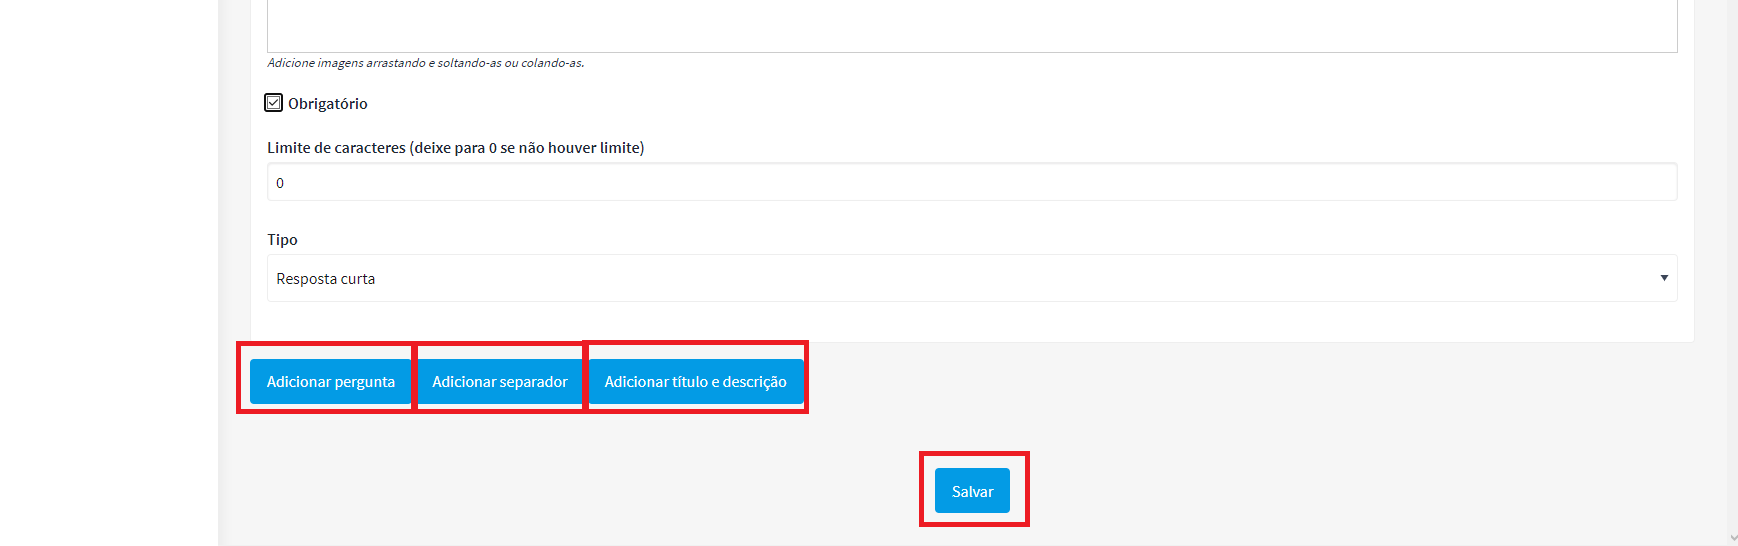 Adicione imagens arrastando e soltando-as ou colando-as.
Obrigatório
Limite de caracteres (deixe para 0 se não houver limite)
0
Tipo
Resposta curta
Adicionar pergunta Adicionar separador Adicionar título e descrição
Salvar